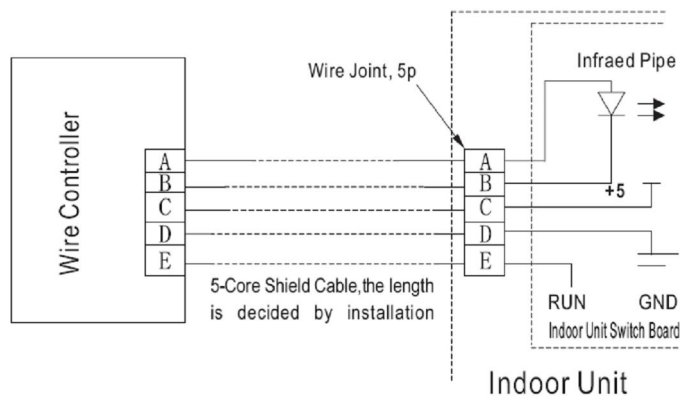 Wire Joint, 5p
Infraed Pipe
Wire Controller
A
B
C
D
E
A
B
C
D
E
+5
5-Core Shield Cable,the length
is decided by installation
RUN
GND
Indoor Unit Switch Board
Indoor Unit